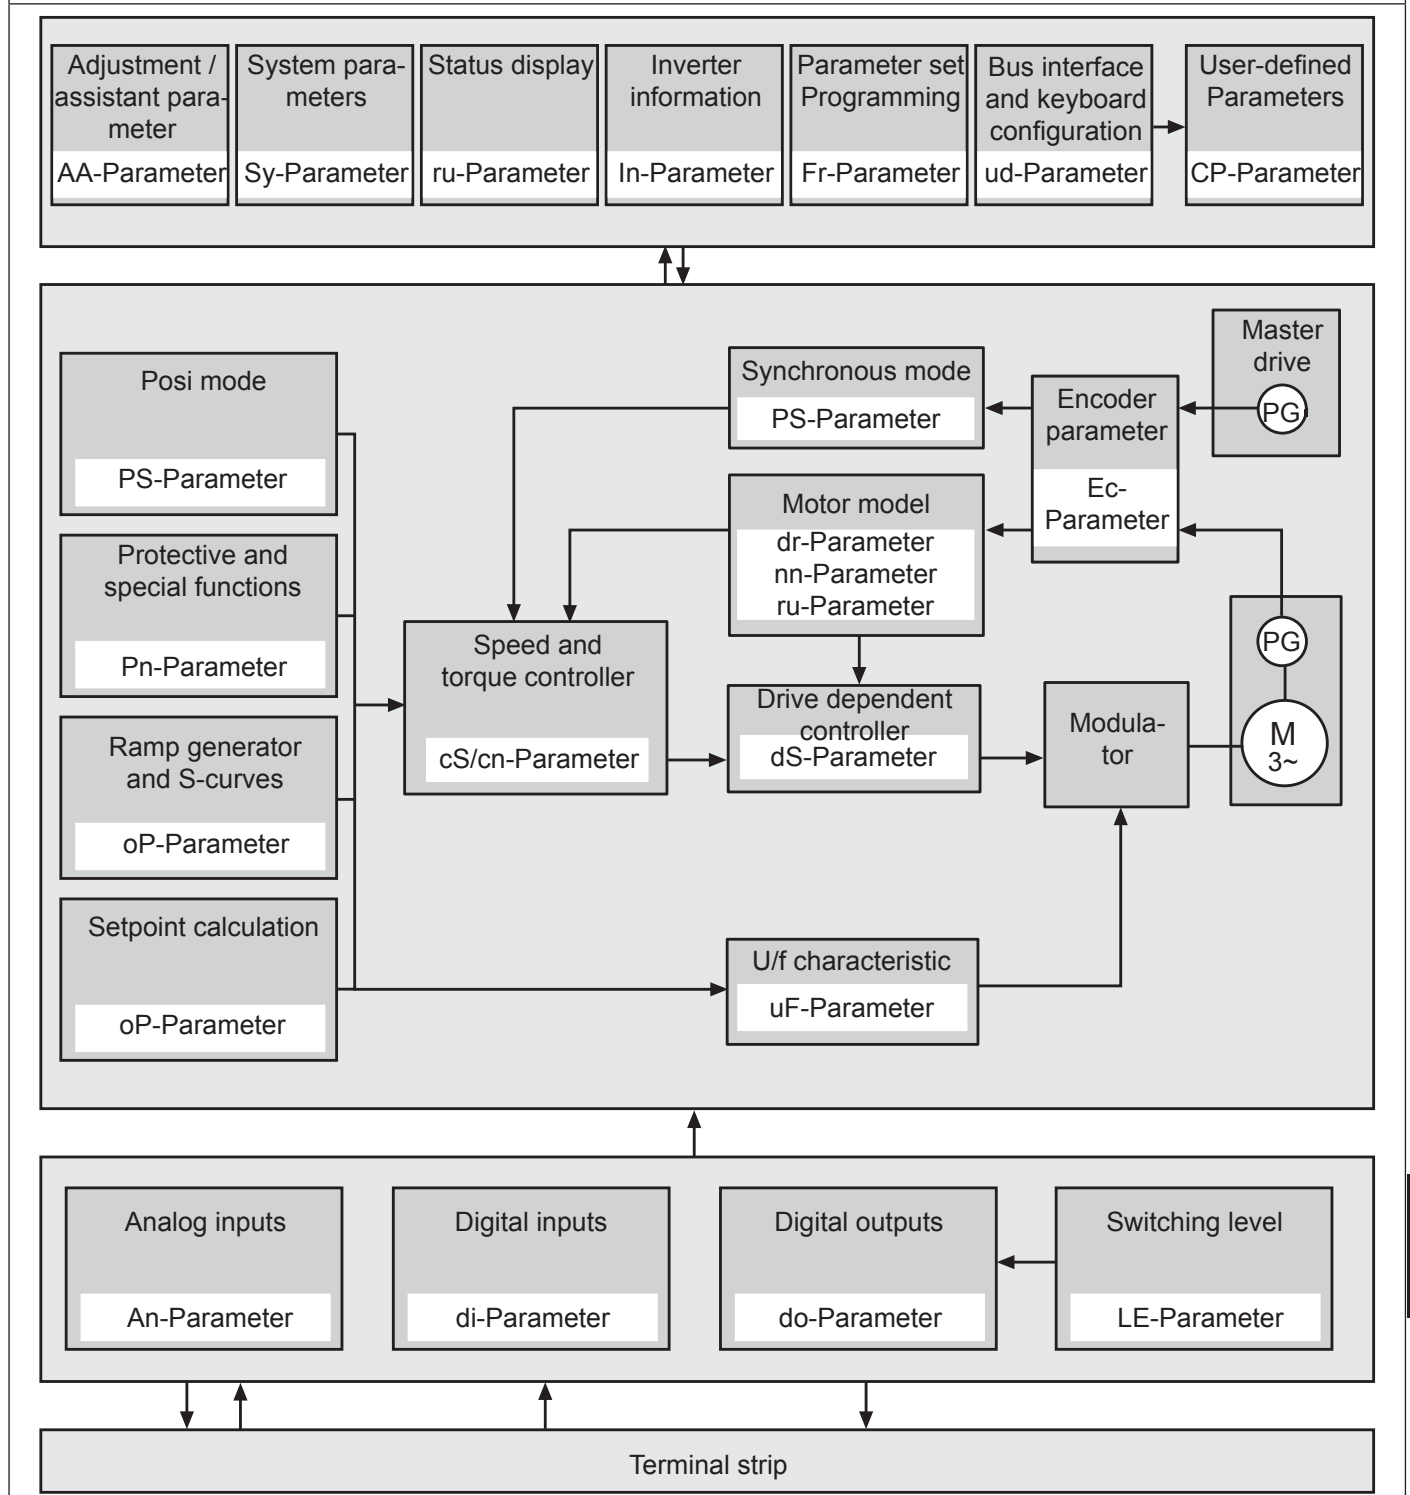 Adjustment /
assistant para-
meter
AA-Parameter
System para-
meters
Sy-Parameter
Status display
ru-Parameter
Inverter
information
In-Parameter
Parameter set
Programming
Fr-Parameter
Bus interface
and keyboard
configuration
ud-Parameter
User-defined
Parameters
CP-Parameter
Posi mode
PS-Parameter
Protective and
special functions
Pn-Parameter
Ramp generator
and S-curves
oP-Parameter
Setpoint calculation
oP-Parameter
Speed and
torque controller
cS/cn-Parameter
Synchronous mode
PS-Parameter
Motor model
dr-Parameter
nn-Parameter
ru-Parameter
Drive dependent
controller
dS-Parameter
U/f characteristic
uF-Parameter
Encoder
parameter
Ec-
Parameter
Modula-
tor
Master
drive
PG
PG
M
3~
Analog inputs
An-Parameter
Digital inputs
di-Parameter
Digital outputs
do-Parameter
Switching level
LE-Parameter
Terminal strip